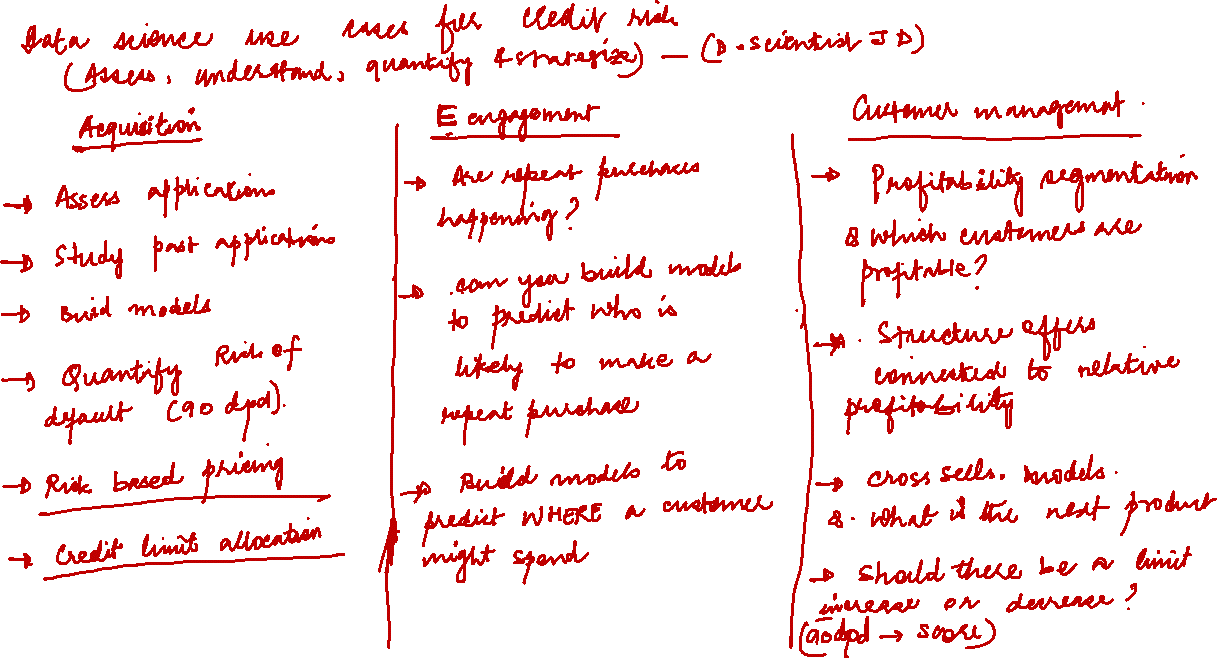 Data science use cases for credit risk
(Assess, understand, quantify & strategize) — (D. scientist JD)
Acquisition
→ Assess applications
→ Study past applications
→ Buid models
→ Quantify Risk of
default (90 dpd).
→ Risk based pricing
→ Credit limit allocation
E engagement
→ Are repeat purchases
happening?
→ can you build models
to predict who is
likely to make a
repeat purchase
→ Build models to
predict WHERE a customer
might spend
Customer managemat.
→ Profitability segmentation
& which customers are
profitable?
→ Structure offers
connected to relative
profitability
→ cross sells. models.
&. what is the next product
→ Should there be a limit
increase or decrease?
(90dpd → score)